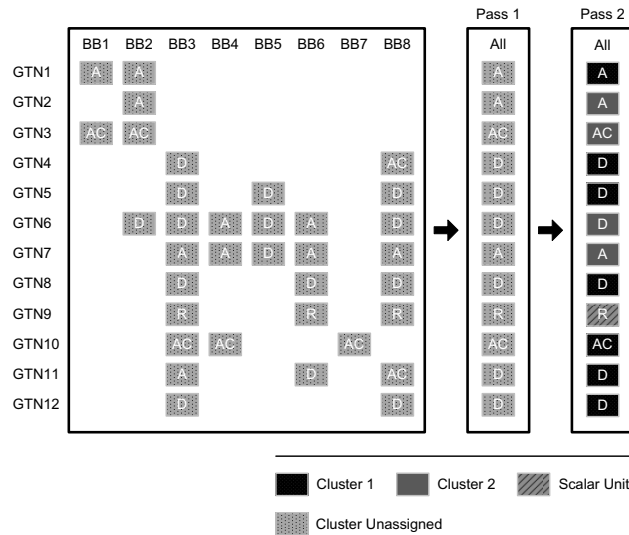 Pass 1 Pass 2
BB1 BB2 BB3 BB4 BB5 BB6 BB7 BB8 All All
GTN1 A A A A
GTN2 A A A
GTN3 AC AC AC AC
GTN4 D AC D D
GTN5 D D D D D
GTN6 D D A D A D D D
GTN7 A A D A A A A
GTN8 D D D D D
GTN9 R R R R R
GTN10 AC AC AC AC AC
GTN11 A D AC D D
GTN12 D D D D
Cluster 1 Cluster 2 Scalar Unit
Cluster Unassigned